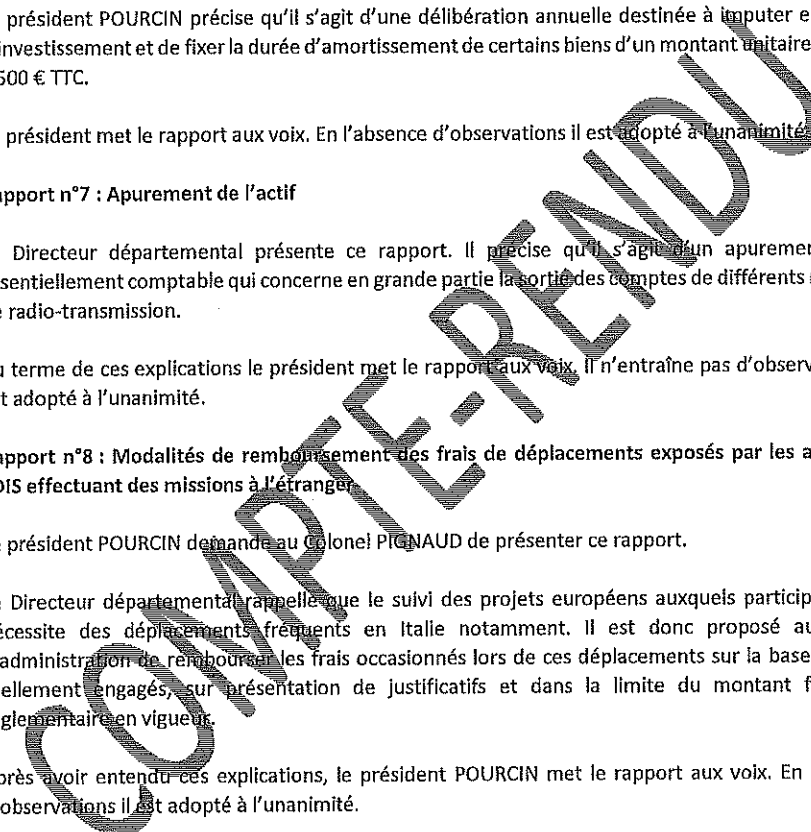 président POURCIN précise qu'il s'agit d'une délibération annuelle destinée à imputer e
investissement et de fixer la durée d'amortissement de certains biens d'un montant unitaire
500 € TTC.
président met le rapport aux voix. En l'absence d'observations il est adopté à l'unanimité
apport n°7 : Apurement de l'actif
Directeur départemental présente ce rapport. Il précise qu'il s'agit d'un apuremen
sentiellement comptable qui concerne en grande partie la sortie des comptes de différents
e radio-transmission.
u terme de ces explications le président met le rapport aux voix. Il n'entraîne pas d'observ
t adopté à l'unanimité.
apport n°8 : Modalités de remboursement des frais de déplacements exposés par les a
DIS effectuant des missions à l'étranger
e président POURCIN demande au Colonel PIGNAUD de présenter ce rapport.
e Directeur départemental rappelle que le suivi des projets européens auxquels particip
écessite des déplacements fréquents en Italie notamment. Il est donc proposé au
administration de rembourser les frais occasionnés lors de ces déplacements sur la base
ellement engagés, sur présentation de justificatifs et dans la limite du montant f
glementaire en vigueur.
près avoir entendu ces explications, le président POURCIN met le rapport aux voix. En
observations il est adopté à l'unanimité.
COMPTE-RENDU